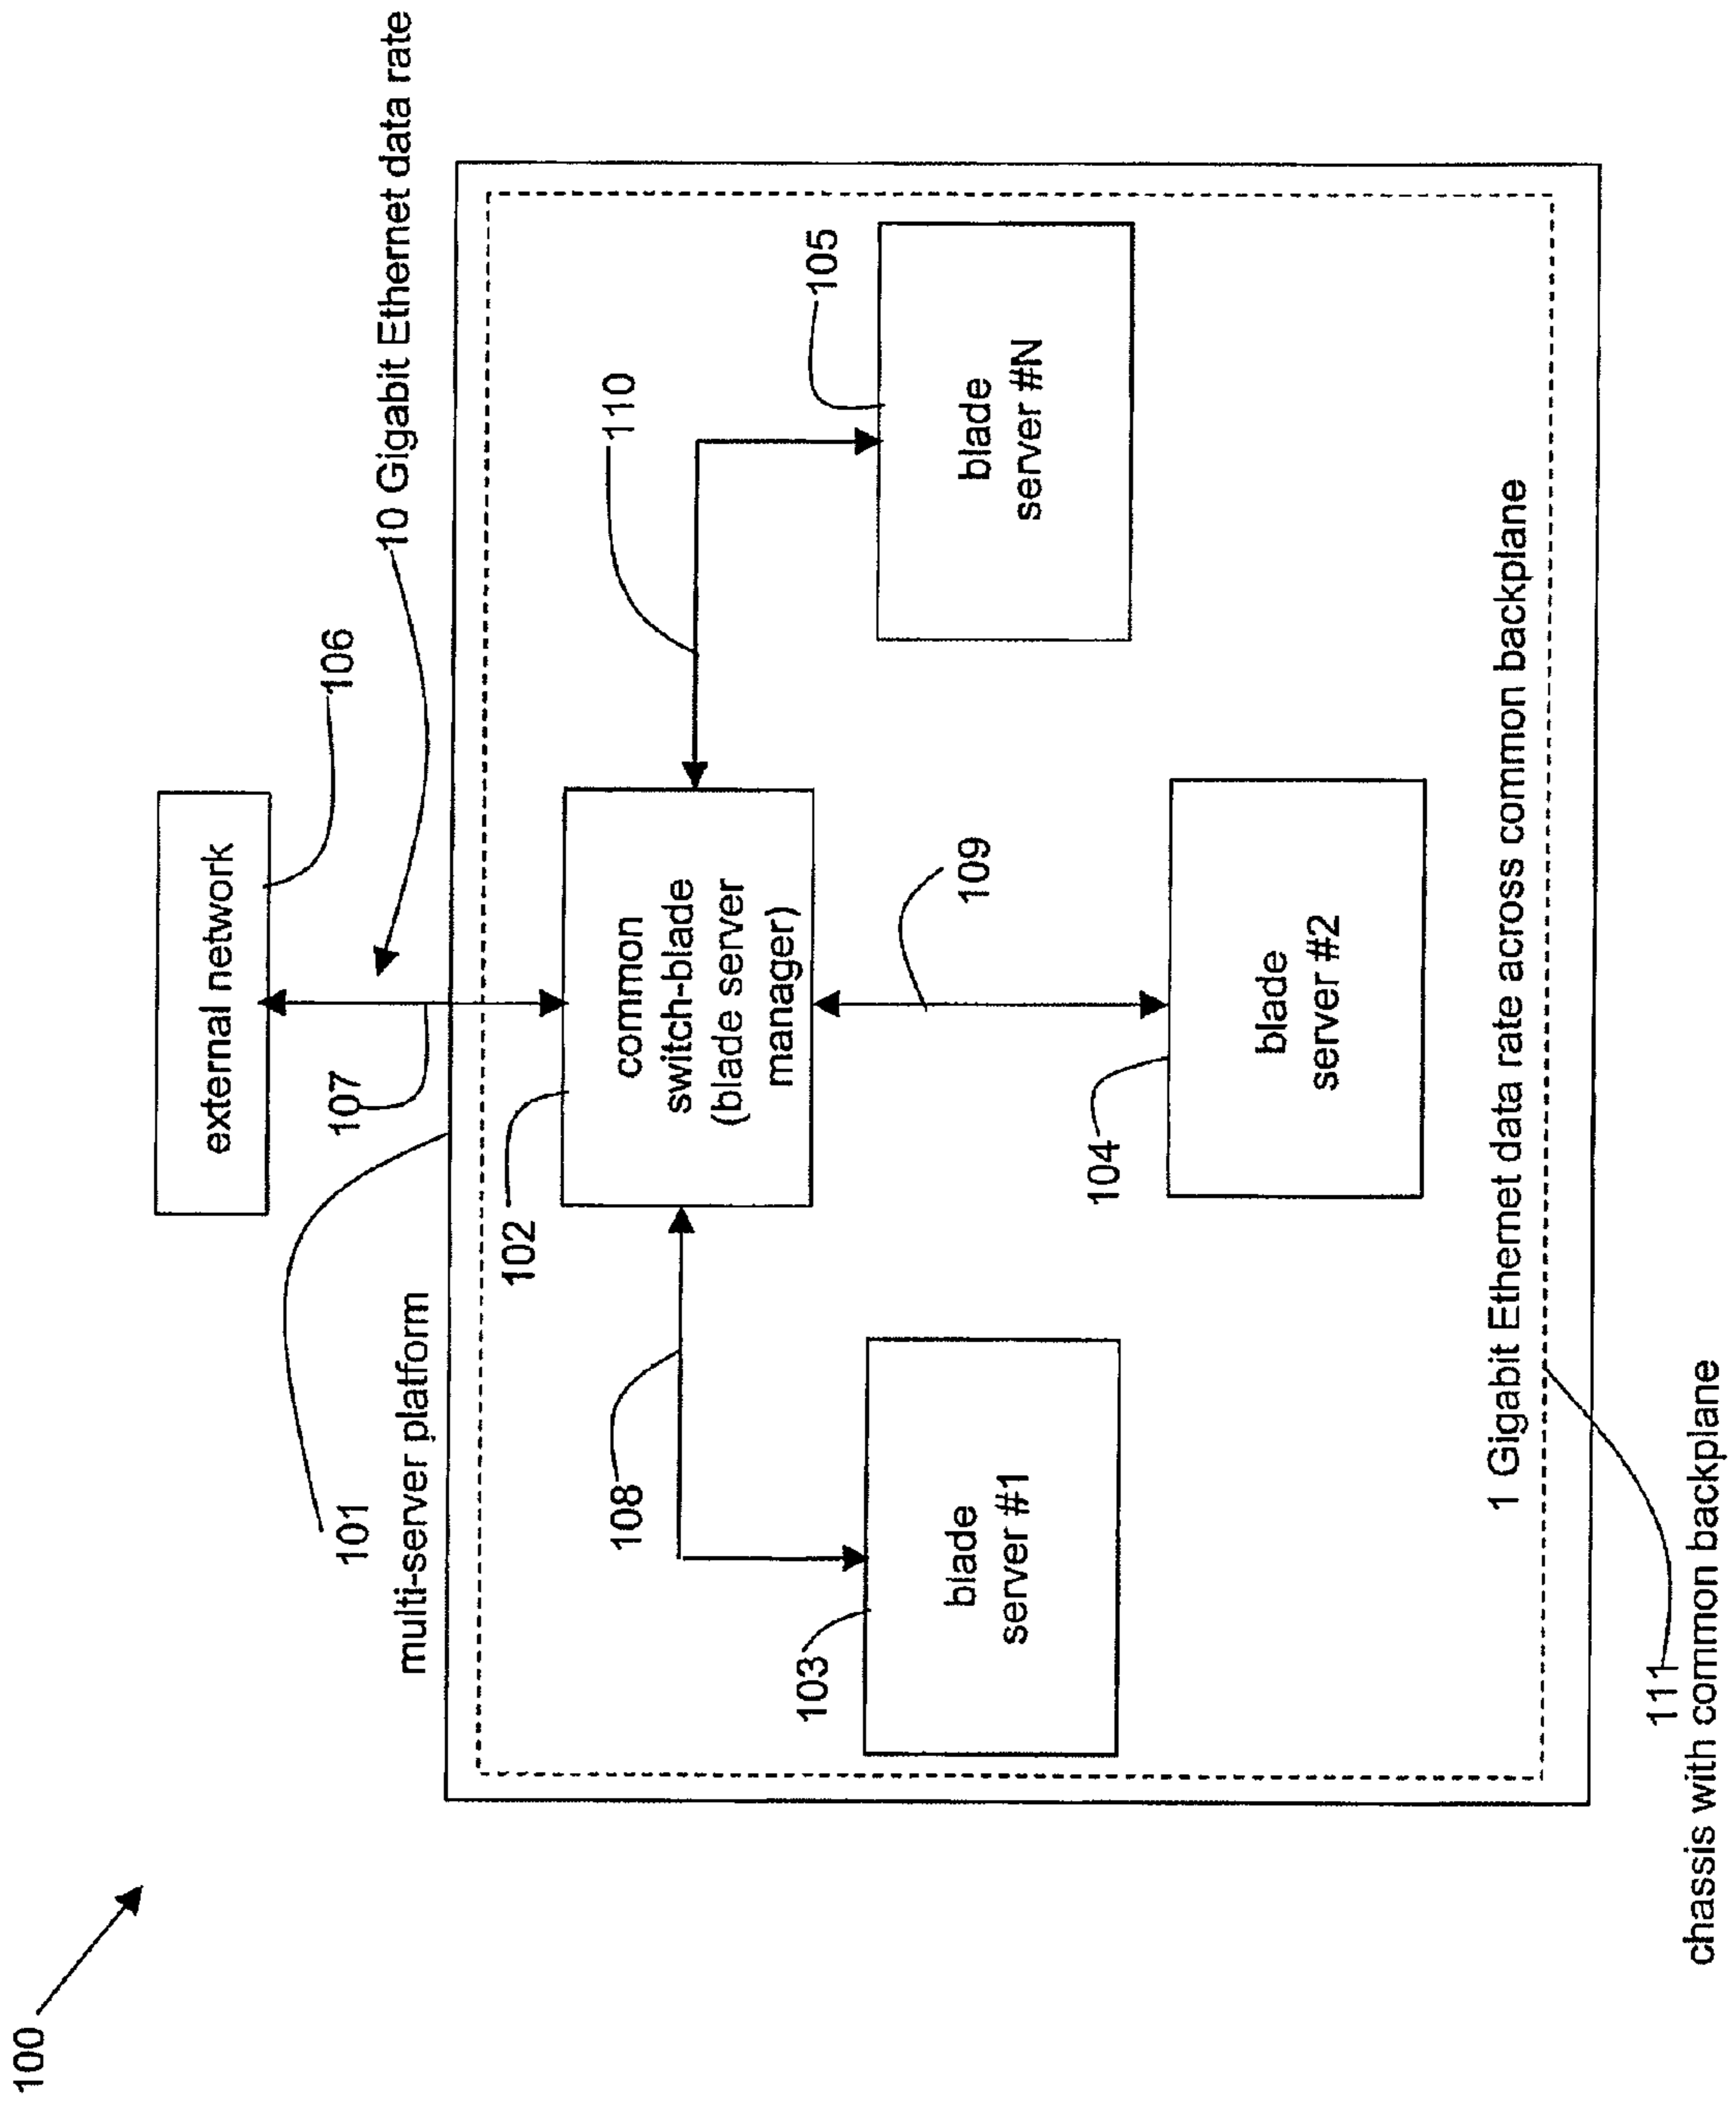 100
external network
106
107
10 Gigabit Ethernet data rate
101
multi-server platform
102
common
switch-blade
(blade server
manager)
108
109
110
103
blade
server #1
104
blade
server #2
105
blade
server #N
1 Gigabit Ethernet data rate across common backplane
111
chassis with common backplane